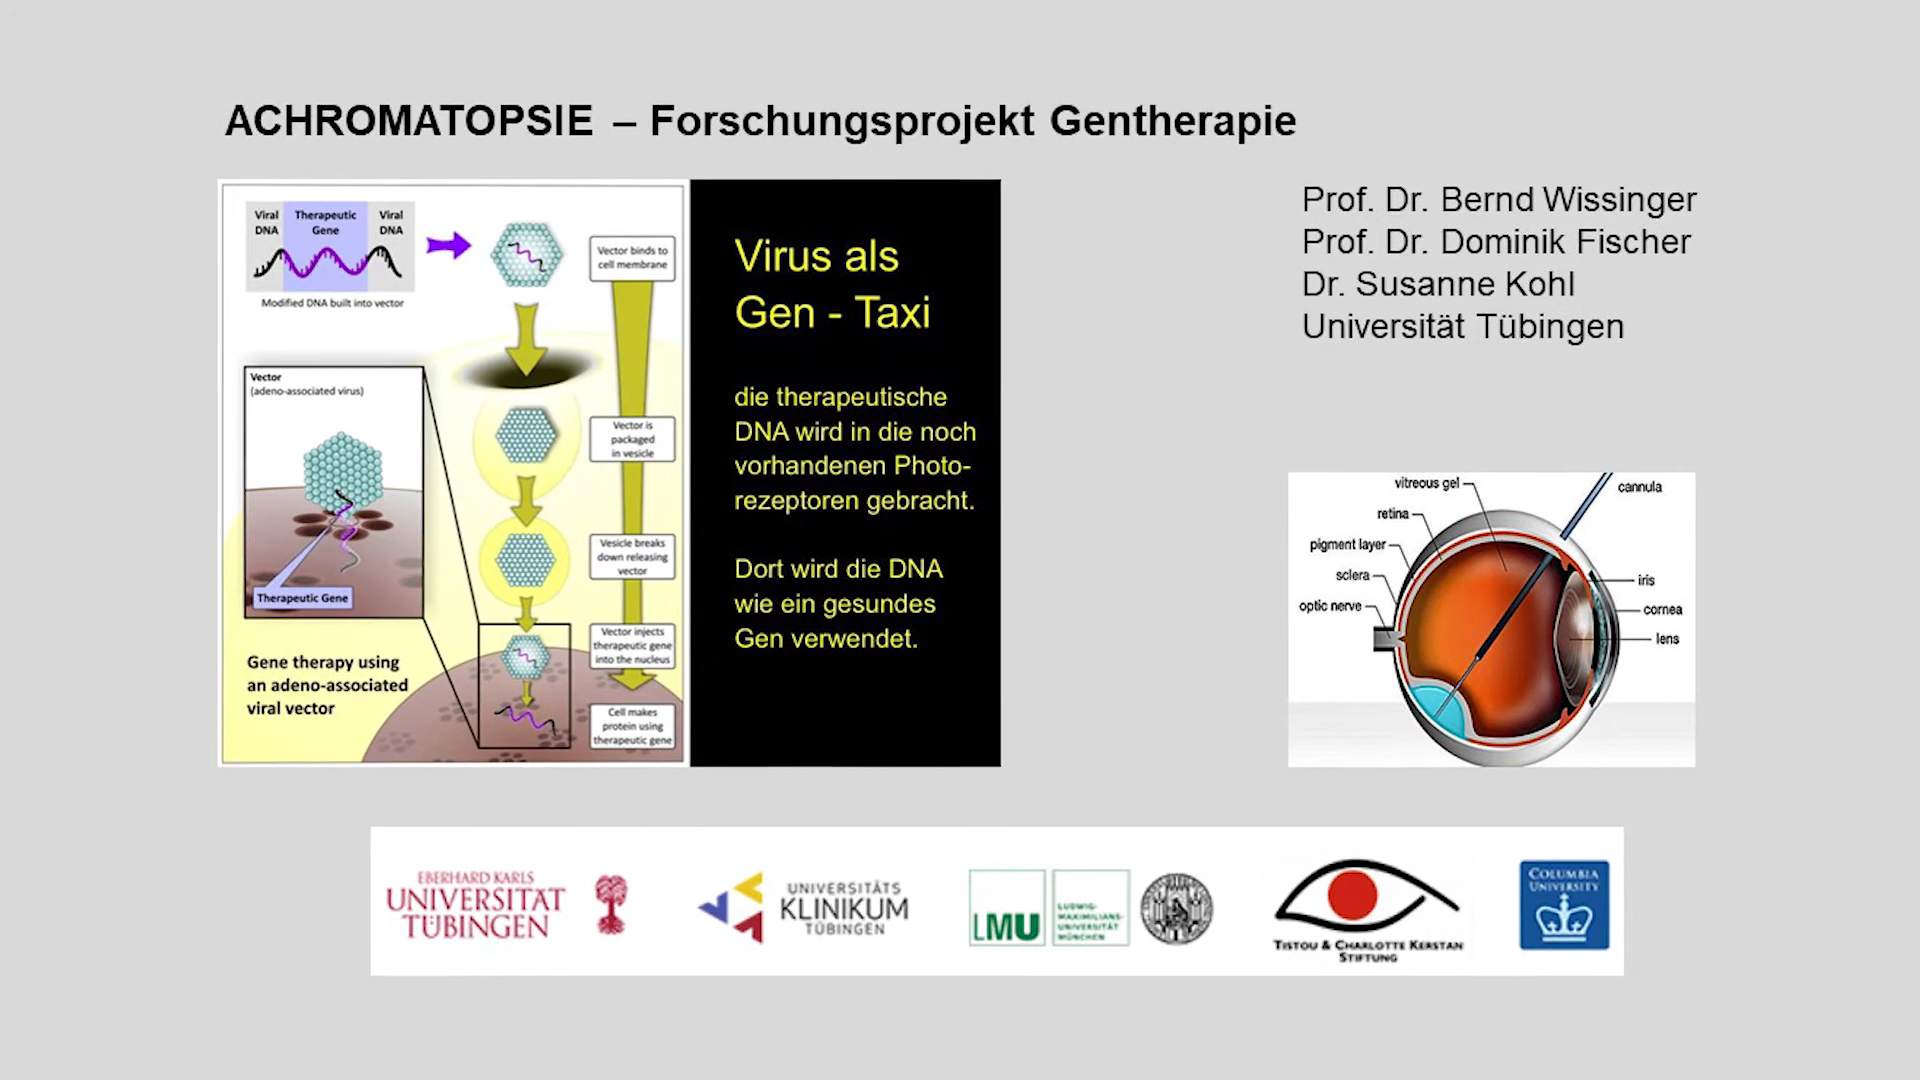 ACHROMATOPSIE – Forschungsprojekt Gentherapie
Viral DNA
Therapeutic Gene
Viral DNA
Modified DNA built into vector
Vector binds to
cell membrane
Vector
(adeno-associated virus)
Therapeutic Gene
Vector is
packaged
in vesicle
Vesicle breaks
down releasing
vector
Vector injects
therapeutic gene
into the nucleus
Cell makes
protein using
therapeutic gene
Gene therapy using
an adeno-associated
viral vector
Virus als
Gen - Taxi
die therapeutische
DNA wird in die noch
vorhandenen Photo-
rezeptoren gebracht.
Dort wird die DNA
wie ein gesundes
Gen verwendet.
Prof. Dr. Bernd Wissinger
Prof. Dr. Dominik Fischer
Dr. Susanne Kohl
Universität Tübingen
vitreous gel
cannula
retina
pigment layer
sclera
optic nerve
iris
cornea
lens
EBERHARD KARLS
UNIVERSITÄT
TÜBINGEN
UNIVERSITÄTS
KLINIKUM
TÜBINGEN
LMU
LUDWIG-
MAXIMILIANS-
UNIVERSITÄT
MÜNCHEN
TISTOU & CHARLOTTE KERSTAN
STIFTUNG
COLUMBIA
UNIVERSITY